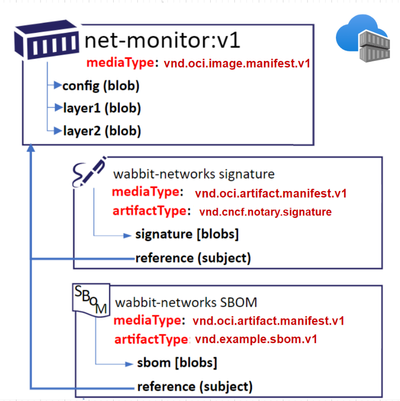 net-monitor:v1
mediaType: vnd.oci.image.manifest.v1
config (blob)
layer1 (blob)
layer2 (blob)
wabbit-networks signature
mediaType: vnd.oci.artifact.manifest.v1
artifactType: vnd.cncf.notary.signature
signature [blobs]
reference (subject)
SBOM
wabbit-networks SBOM
mediaType: vnd.oci.artifact.manifest.v1
artifactType vnd.example.sbom.v1
sbom [blobs]
reference (subject)